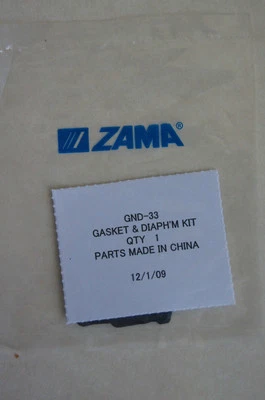 ZAMA®
GND-33
GASKET & DIAPH'M KIT
QTY 1
PARTS MADE IN CHINA
12/1/09